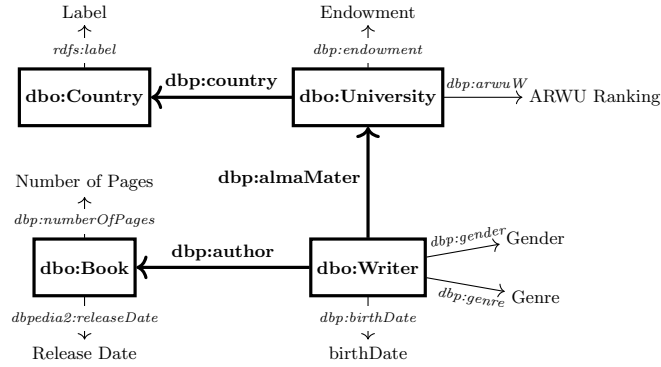 Label
Endowment
rdfs:label
dbp:endowment
dbo:Country
dbp:country
dbo:University
dbp:arwuW
ARWU Ranking
dbp:almaMater
Number of Pages
dbp:numberOfPages
dbo:Book
dbp:author
dbo:Writer
dbp:gender
Gender
dbp:genre
Genre
dbpedia2:releaseDate
dbp:birthDate
Release Date
birthDate